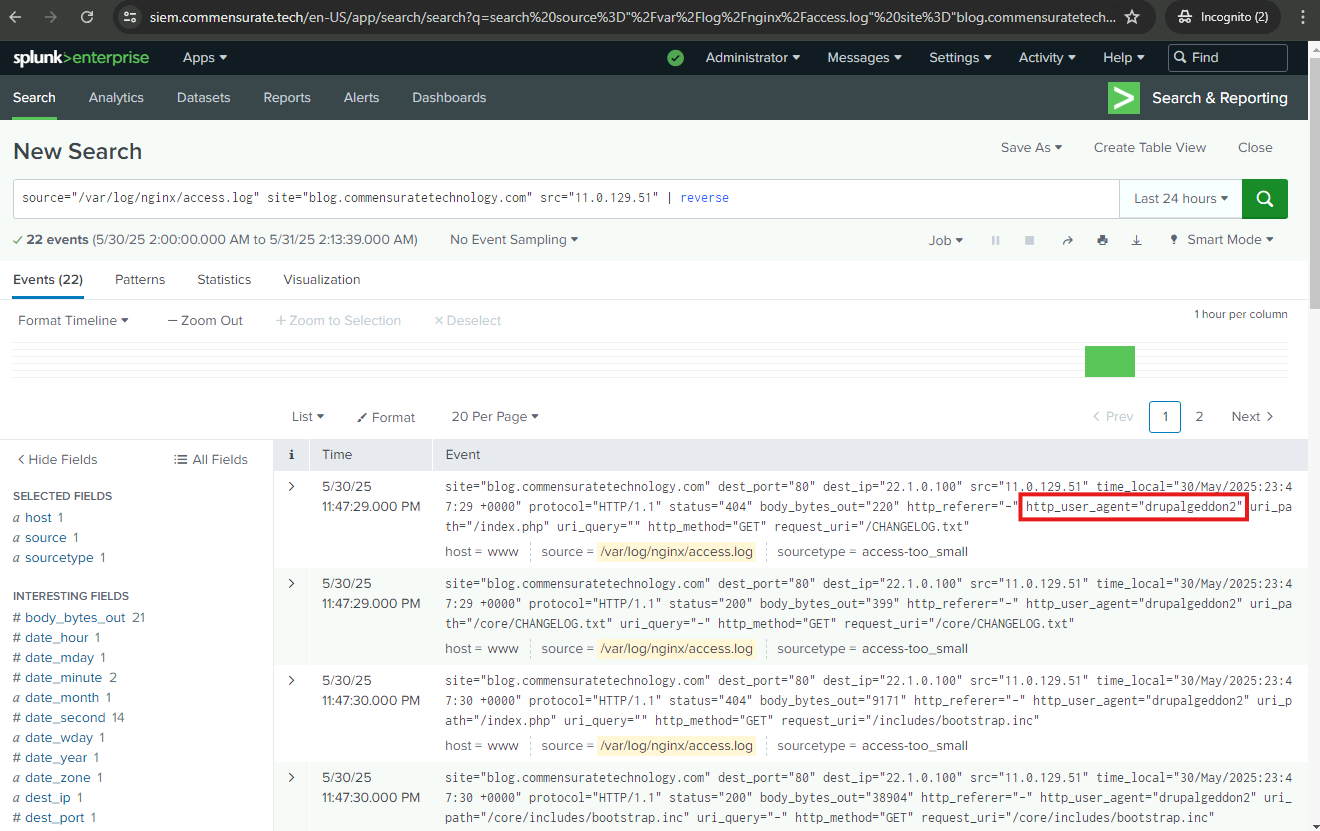 siem.commensurate.tech/en-US/app/search/search?q=search%20source%3D"%2Fvar%2Flog%2Fnginx%2Faccess.log"%20site%3D"blog.commensuratetech...
Incognito (2)
splunk>enterprise Apps Administrator Messages Settings Activity Help Find
Search Analytics Datasets Reports Alerts Dashboards Search & Reporting
New Search Save As Create Table View Close
source="/var/log/nginx/access.log" site="blog.commensuratetechnology.com" src="11.0.129.51" | reverse Last 24 hours
22 events (5/30/25 2:00:00.000 AM to 5/31/25 2:13:39.000 AM) No Event Sampling Job Smart Mode
Events (22) Patterns Statistics Visualization
Format Timeline — Zoom Out + Zoom to Selection × Deselect 1 hour per column
List Format 20 Per Page < Prev 1 2 Next >
< Hide Fields All Fields
SELECTED FIELDS
a host 1
a source 1
a sourcetype 1
INTERESTING FIELDS
# body_bytes_out 21
# date_hour 1
# date_mday 1
# date_minute 2
a date_month 1
# date_second 14
a date_wday 1
# date_year 1
a date_zone 1
a dest_ip 1
# dest_port 1
i Time Event
5/30/25
11:47:29.000 PM
site="blog.commensuratetechnology.com" dest_port="80" dest_ip="22.1.0.100" src="11.0.129.51" time_local="30/May/2025:23:4
7:29 +0000" protocol="HTTP/1.1" status="404" body_bytes_out="220" http_referer="-" http_user_agent="drupalgeddon2" uri_pa
th="/index.php" uri_query="" http_method="GET" request_uri="/CHANGELOG.txt"
host = www source = /var/log/nginx/access.log sourcetype = access-too_small
5/30/25
11:47:29.000 PM
site="blog.commensuratetechnology.com" dest_port="80" dest_ip="22.1.0.100" src="11.0.129.51" time_local="30/May/2025:23:4
7:29 +0000" protocol="HTTP/1.1" status="200" body_bytes_out="399" http_referer="-" http_user_agent="drupalgeddon2" uri_pa
th="/core/CHANGELOG.txt" uri_query="-" http_method="GET" request_uri="/core/CHANGELOG.txt"
host = www source = /var/log/nginx/access.log sourcetype = access-too_small
5/30/25
11:47:30.000 PM
site="blog.commensuratetechnology.com" dest_port="80" dest_ip="22.1.0.100" src="11.0.129.51" time_local="30/May/2025:23:4
7:30 +0000" protocol="HTTP/1.1" status="404" body_bytes_out="9171" http_referer="-" http_user_agent="drupalgeddon2" uri_p
ath="/index.php" uri_query="" http_method="GET" request_uri="/includes/bootstrap.inc"
host = www source = /var/log/nginx/access.log sourcetype = access-too_small
5/30/25
11:47:30.000 PM
site="blog.commensuratetechnology.com" dest_port="80" dest_ip="22.1.0.100" src="11.0.129.51" time_local="30/May/2025:23:4
7:30 +0000" protocol="HTTP/1.1" status="200" body_bytes_out="38904" http_referer="-" http_user_agent="drupalgeddon2" uri_
path="/core/includes/bootstrap.inc" uri_query="-" http_method="GET" request_uri="/core/includes/bootstrap.inc"